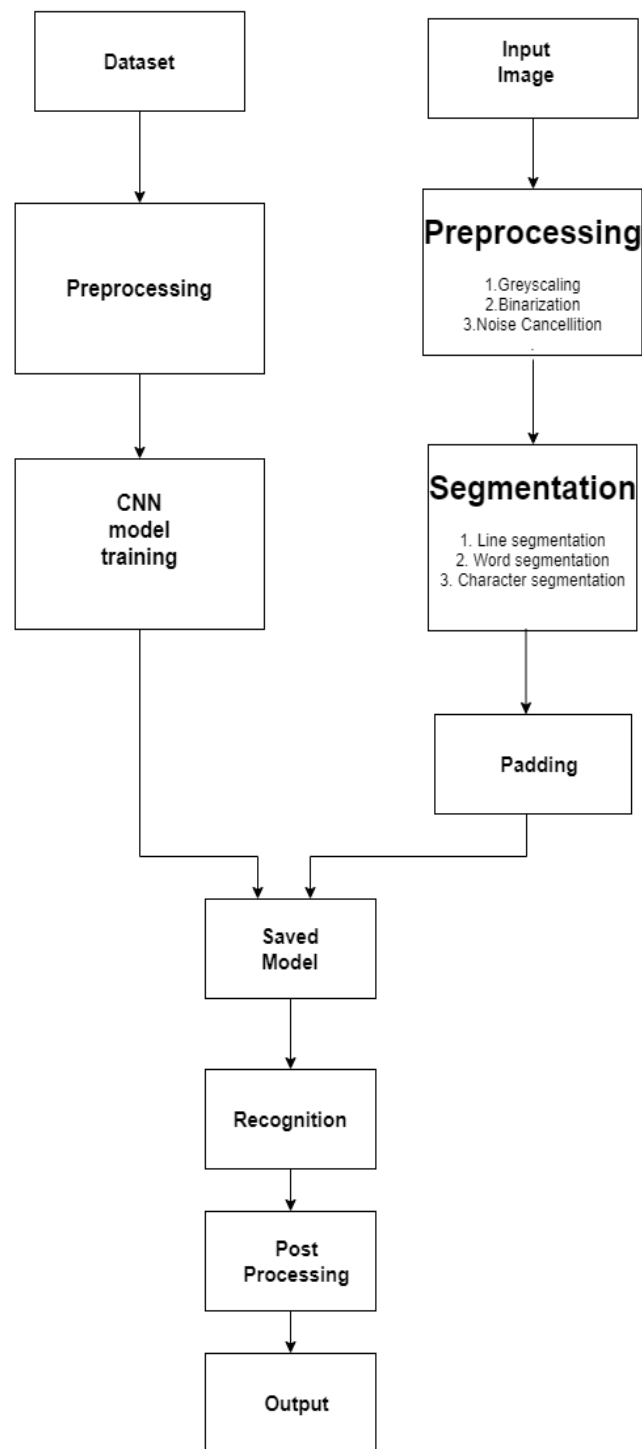 Dataset
Preprocessing
CNN
model
training
Input
Image
Preprocessing
1.Greyscaling
2.Binarization
3.Noise Cancellition
.
Segmentation
1. Line segmentation
2. Word segmentation
3. Character segmentation
Padding
Saved
Model
Recognition
Post
Processing
Output